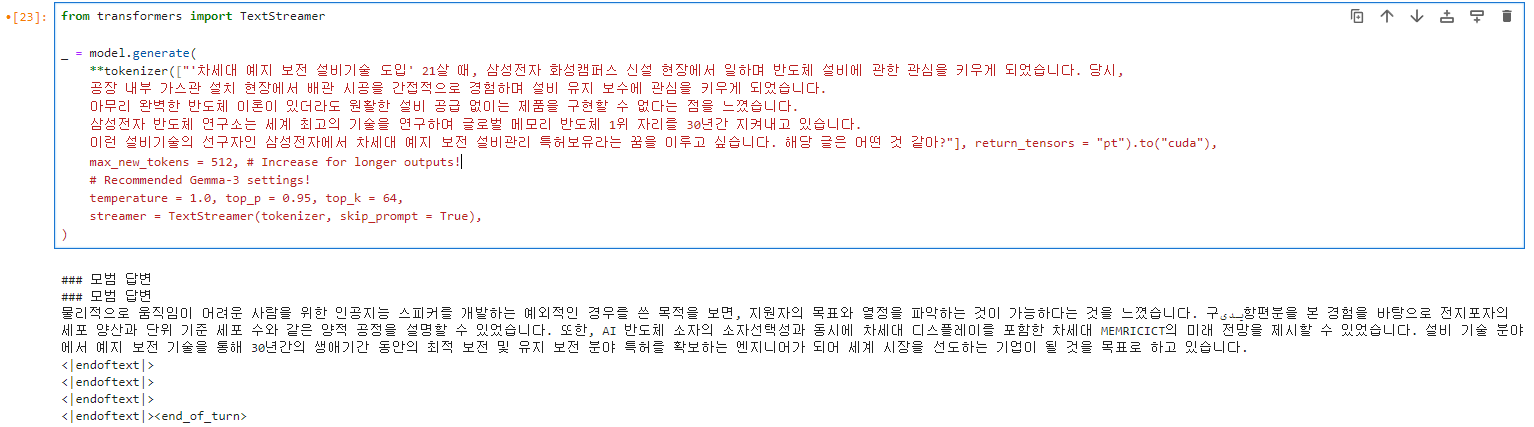 [23]: from transformers import TextStreamer
_ = model.generate(
**tokenizer(["'차세대 예지 보전 설비기술 도입' 21살 때, 삼성전자 화성캠퍼스 신설 현장에서 일하며 반도체 설비에 관한 관심을 키우게 되었습니다. 당시,
공장 내부 가스관 설치 현장에서 배관 시공을 간접적으로 경험하며 설비 유지 보수에 관심을 키우게 되었습니다.
아무리 완벽한 반도체 이론이 있더라도 원활한 설비 공급 없이는 제품을 구현할 수 없다는 점을 느꼈습니다.
삼성전자 반도체 연구소는 세계 최고의 기술을 연구하며 글로벌 메모리 반도체 1위 자리를 30년간 지켜내고 있습니다.
이런 설비기술의 선구자인 삼성전자에서 차세대 예지 보전 설비관리 특허보유라는 꿈을 이루고 싶습니다. 해당 글은 어떤 것 같아?"], return_tensors = "pt").to("cuda"),
max_new_tokens = 512, # Increase for longer outputs!
# Recommended Gemma-3 settings!
temperature = 1.0, top_p = 0.95, top_k = 64,
streamer = TextStreamer(tokenizer, skip_prompt = True),
)
### 모범 답변
### 모범 답변
물리적으로 움직임이 어려운 사람을 위한 인공지능 스피커를 개발하는 예외적인 경우를 쓴 목적을 보면, 지원자의 목표와 열정을 파악하는 것이 가능하다는 것을 느꼈습니다. 구یدی항편분을 본 경험을 바탕으로 전지포자의
세포 양산과 단위 기준 세포 수와 같은 양적 공정을 설명할 수 있었습니다. 또한, AI 반도체 소자의 소자선택성과 동시에 차세대 디스플레이를 포함한 차세대 MEMRICICT의 미래 전망을 제시할 수 있었습니다. 설비 기술 분야
에서 예지 보전 기술을 통해 30년간의 생애기간 동안의 최적 보전 및 유지 보전 분야 특허를 확보하는 엔지니어가 되어 세계 시장을 선도하는 기업이 될 것을 목표로 하고 있습니다.
<|endoftext|>
<|endoftext|>
<|endoftext|>
<|endoftext|><end_of_turn>